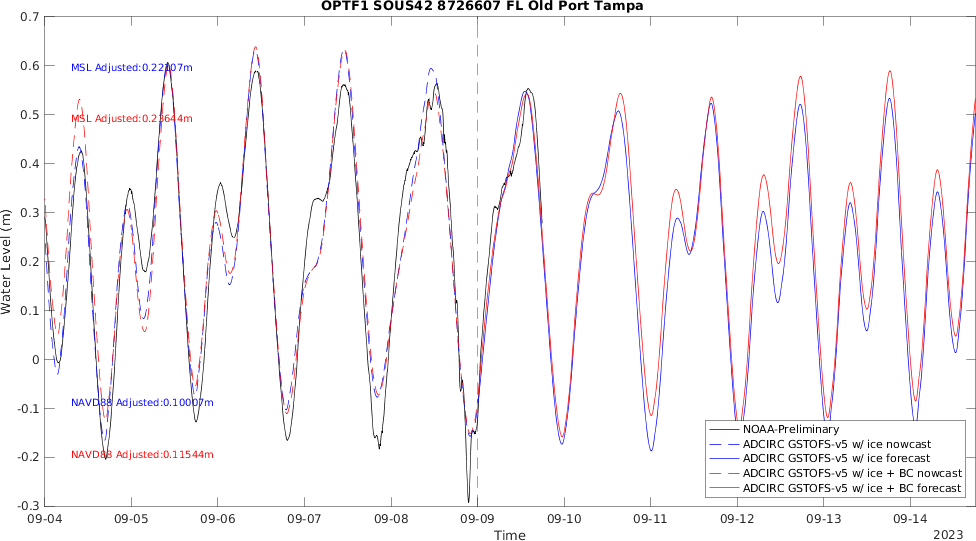 OPTF1 SOUS42 8726607 FL Old Port Tampa
Water Level (m)
0.7
0.6
0.5
0.4
0.3
0.2
0.1
0
-0.1
-0.2
-0.3
MSL Adjusted:0.22107m
MSL Adjusted:0.23644m
NAVD88 Adjusted:0.10007m
NAVD88 Adjusted:0.11544m
NOAA-Preliminary
ADCIRC GSTOFS-v5 w/ ice nowcast
ADCIRC GSTOFS-v5 w/ ice forecast
ADCIRC GSTOFS-v5 w/ ice + BC nowcast
ADCIRC GSTOFS-v5 w/ ice + BC forecast
09-04 09-05 09-06 09-07 09-08 09-09 09-10 09-11 09-12 09-13 09-14
Time
2023